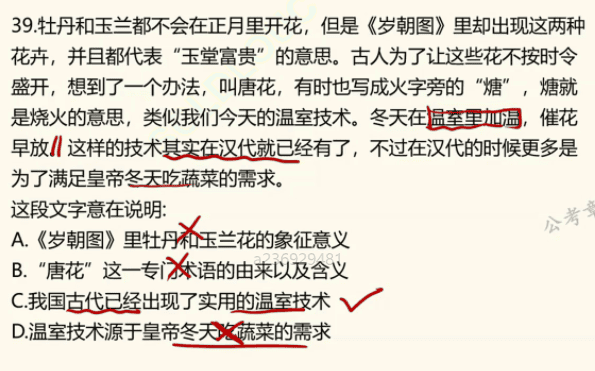 39.牡丹和玉兰都不会在正月里开花，但是《岁朝图》里却出现这两种
花卉，并且都代表“玉堂富贵”的意思。古人为了让这些花不按时令
盛开，想到了一个办法，叫唐花，有时也写成火字旁的“煻”，煻就
是烧火的意思，类似我们今天的温室技术。冬天在温室里加温，催花
早放。这样的技术其实在汉代就已经有了，不过在汉代的时候更多是
为了满足皇帝冬天吃蔬菜的需求。
这段文字意在说明:
公考章
A.《岁朝图》里牡丹和玉兰花的象征意义
a236929481
B.“唐花”这一专门术语的由来以及含义
C.我国古代已经出现了实用的温室技术
D.温室技术源于皇帝冬天吃蔬菜的需求